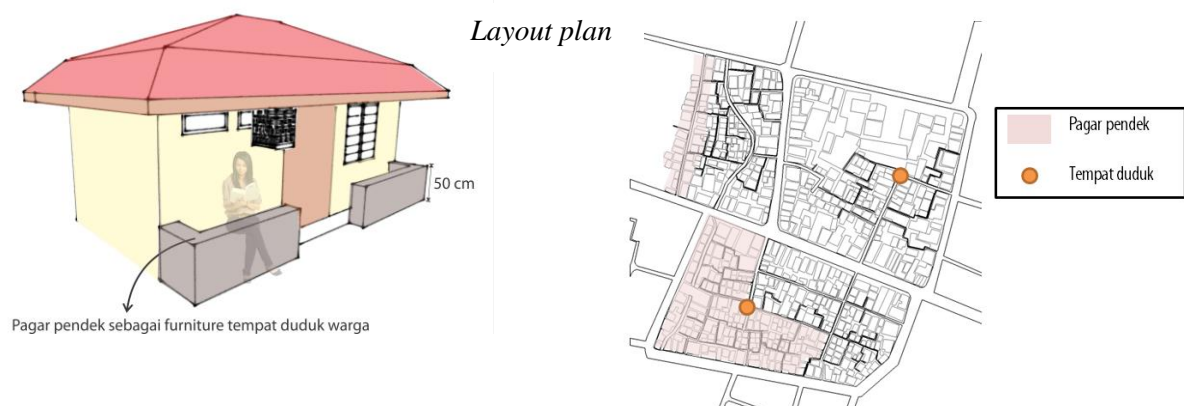 Layout plan
50 cm
Pagar pendek sebagai furniture tempat duduk warga
Pagar pendek
Tempat duduk